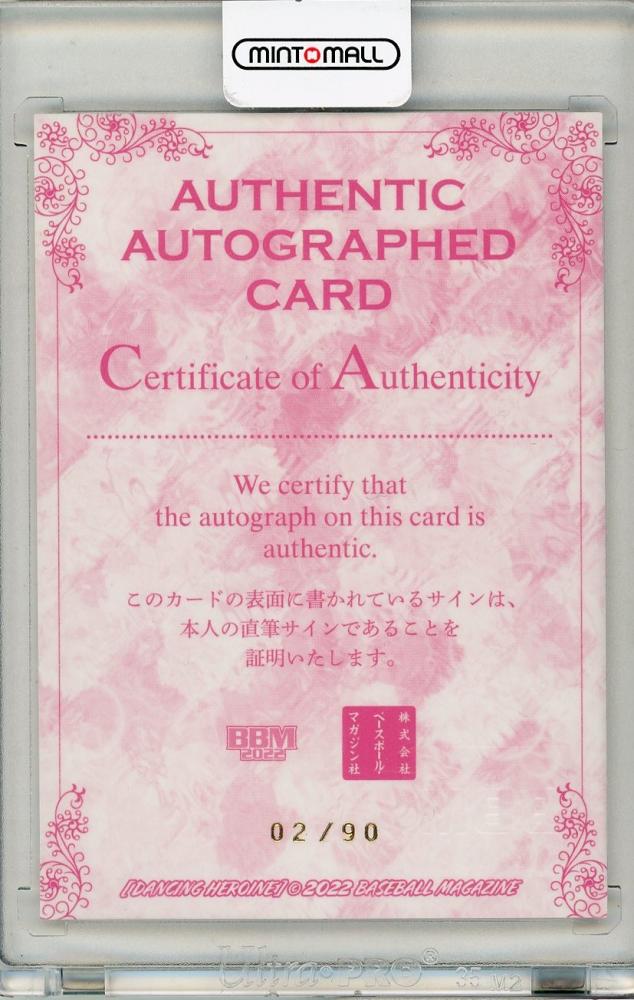 MINTMALL
AUTHENTIC
AUTOGRAPHED
CARD
Certificate of Authenticity
We certify that
the autograph on this card is
authentic.
このカードの表面に書かれているサインは、
本人の直筆サインであることを
証明いたします。
BBM
2022
株式会社
ベースボール
マガジン社
02/90
[DANCING HEROINE] © 2022 BASEBALL MAGAZINE
Ultra·PRO® 35 M2